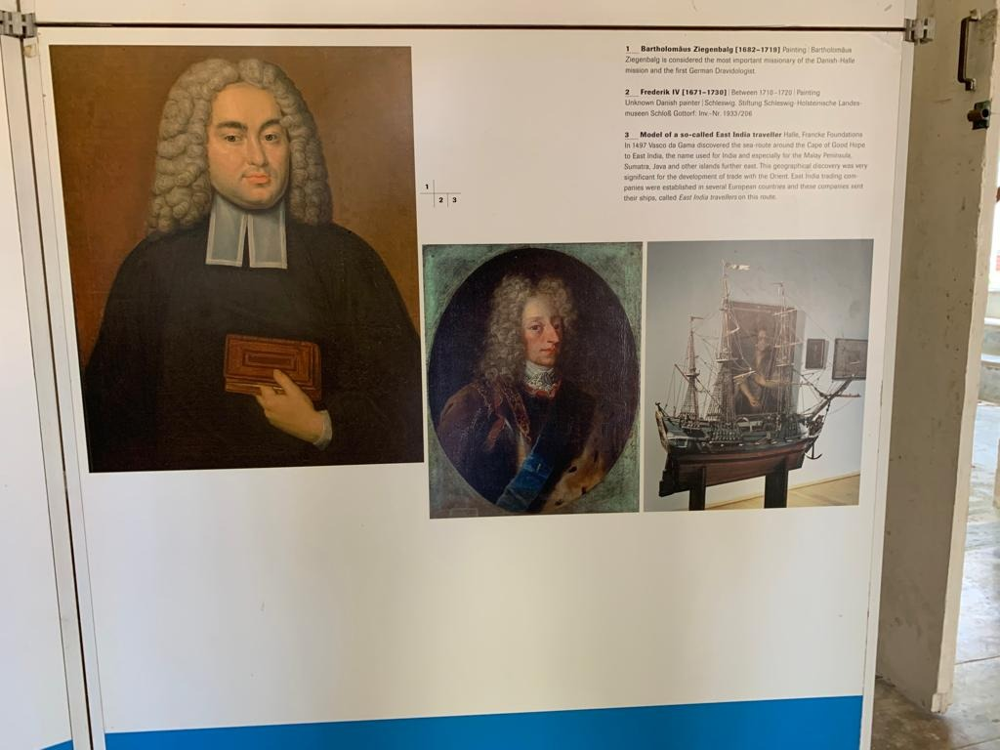 1 Bartholomäus Ziegenbalg [1682–1719] Painting | Bartholomäus
Ziegenbalg is considered the most important missionary of the Danish-Halle
mission and the first German Dravidologist.
2 Frederik IV [1671–1730] | Between 1710–1720 | Painting
Unknown Danish painter | Schleswig. Stiftung Schleswig-Holsteinische Landes-
museen Schloß Gottorf: Inv.-Nr. 1933/206
3 Model of a so-called East India traveller Halle, Francke Foundations
In 1497 Vasco da Gama discovered the sea-route around the Cape of Good Hope
to East India, the name used for India and especially for the Malay Peninsula,
Sumatra, Java and other islands further east. This geographical discovery was very
significant for the development of trade with the Orient. East India trading com-
panies were established in several European countries and these companies sent
their ships, called East India travellers on this route.
1
2 3